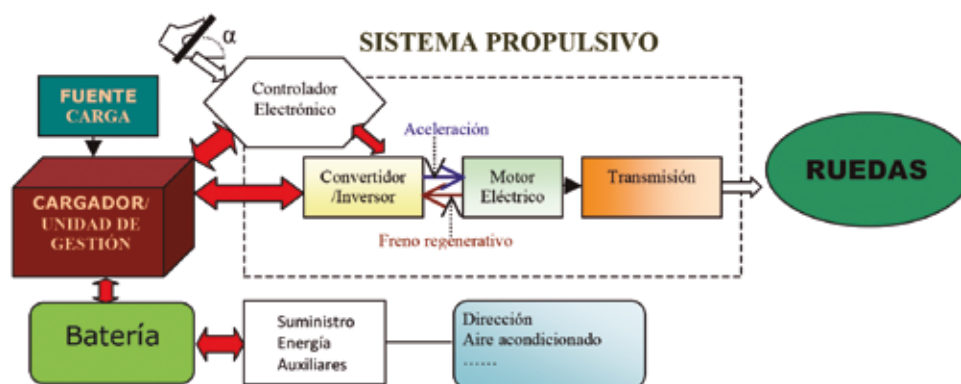 α
SISTEMA PROPULSIVO
Controlador
Electrónico
FUENTE
CARGA
Aceleración
CARGADOR/
UNIDAD DE
GESTIÓN
Convertidor
/Inversor
Motor
Eléctrico
Transmisión
RUEDAS
Freno regenerativo
Batería
Suministro
Energía
Auxiliares
Dirección
Aire acondicionado
......